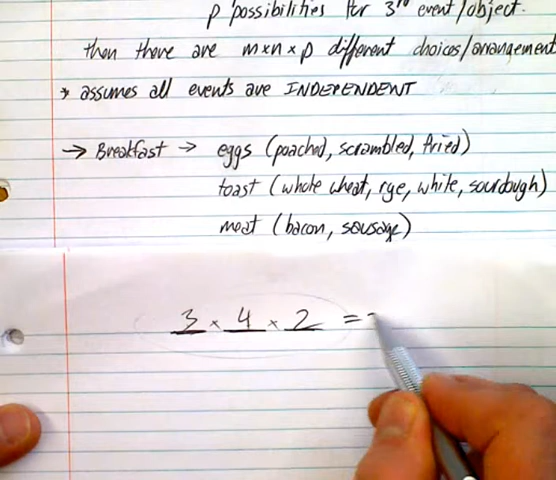 p possibilities for 3rd event/object.
then there are m×n×p different choices/arrangement
* assumes all events are INDEPENDENT
→ Breakfast → eggs (poached, scrambled, fried)
toast (whole wheat, rye, white, sourdough)
meat (bacon, sausage)
3 × 4 × 2 =